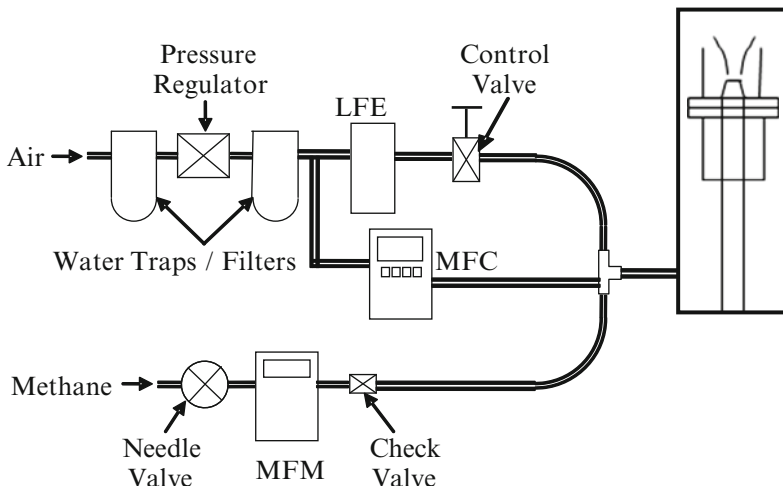 Pressure
Regulator
Control
Valve
LFE
Air
Water Traps / Filters
MFC
Methane
Needle
Valve
MFM
Check
Valve